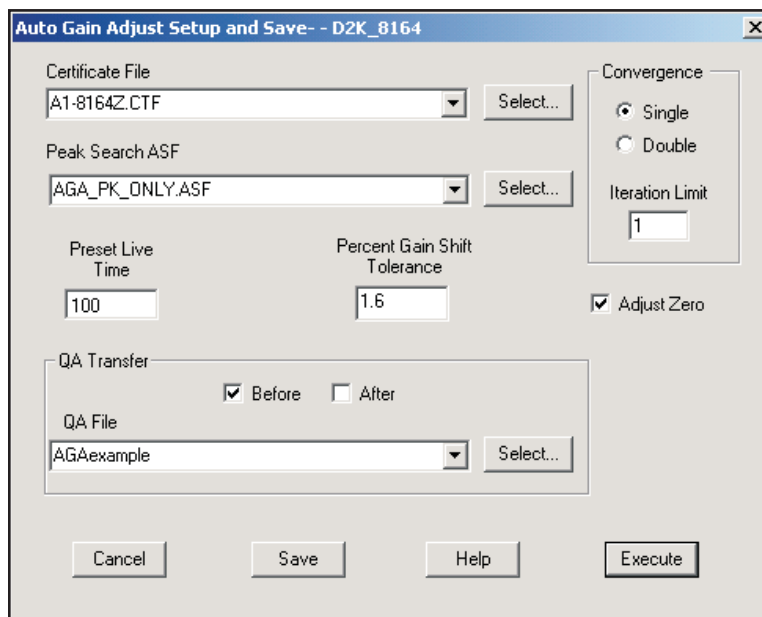 Auto Gain Adjust Setup and Save- - D2K_8164
Certificate File
A1-8164Z.CTF
Select...
Peak Search ASF
AGA_PK_ONLY.ASF
Select...
Convergence
Single
Double
Iteration Limit
1
Preset Live
Time
100
Percent Gain Shift
Tolerance
1.6
Adjust Zero
QA Transfer
Before
After
QA File
AGAexample
Select...
Cancel
Save
Help
Execute